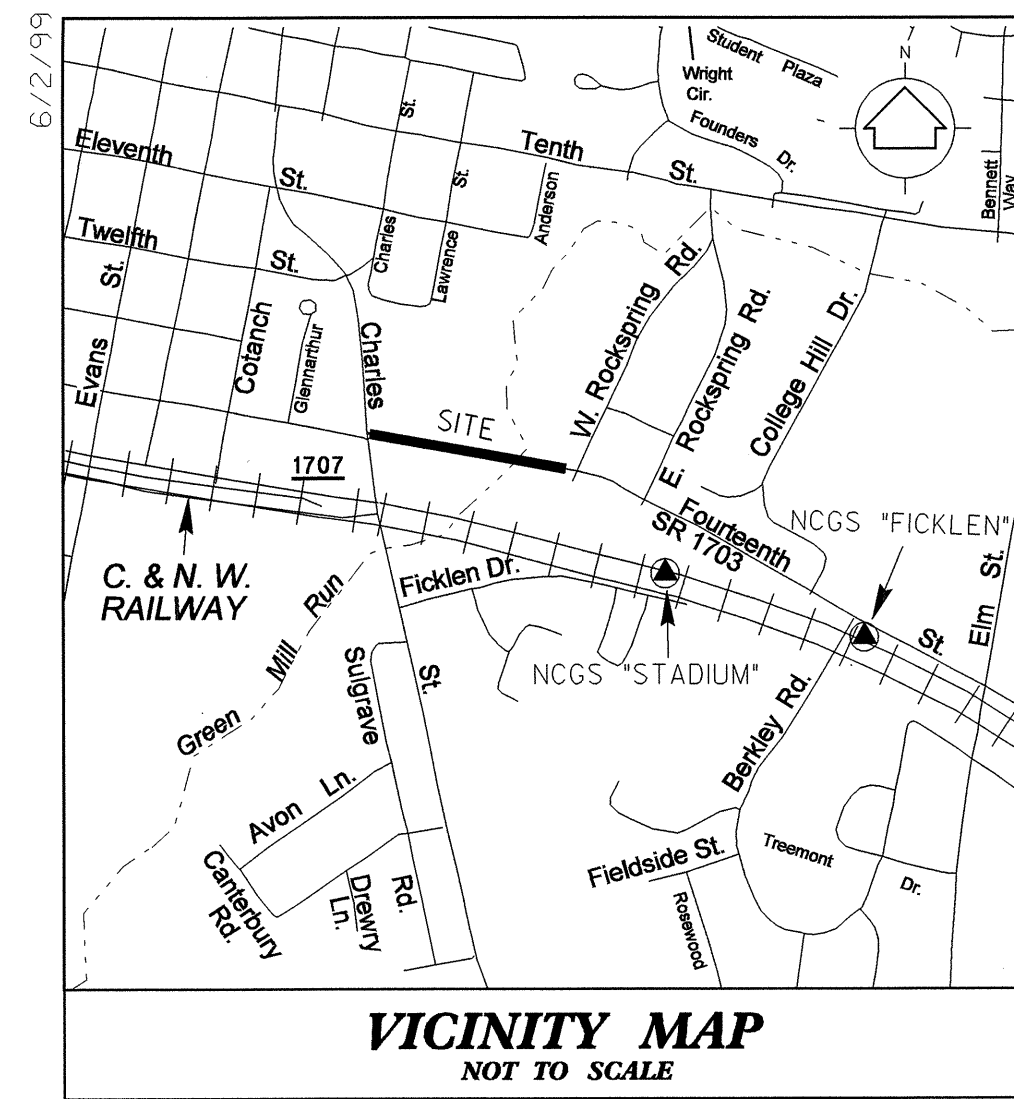 6/2/99
Student Plaza
Wright
Cir.
Founders Dr.
N
Bennett
Way
Eleventh St.
Tenth St.
St.
St.
Anderson
Twelfth St.
Charles
Lawrence
Evans St.
Cotanch
Glennarthur
Charles St.
W. Rockspring Rd.
E. Rockspring Rd.
College Hill Dr.
SITE
1707
Fourteenth St.
SR 1703
NCGS "FICKLEN"
Elm St.
C. & N. W.
RAILWAY
Ficklen Dr.
NCGS "STADIUM"
Green Mill Run
Sulgrave Rd.
Berkley Rd.
Avon Ln.
Canterbury
Rd.
Drewry
Ln.
Fieldside St.
Treemont Dr.
Rosewood
VICINITY MAP
NOT TO SCALE